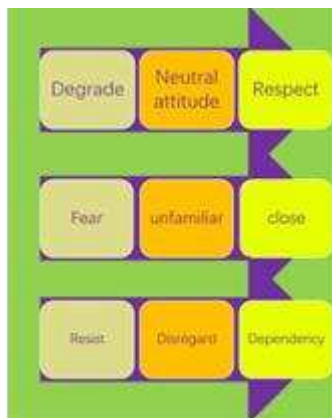 Degrade
Neutral
attitude
Respect
Fear
unfamiliar
close
Resist
Disregard
Dependency